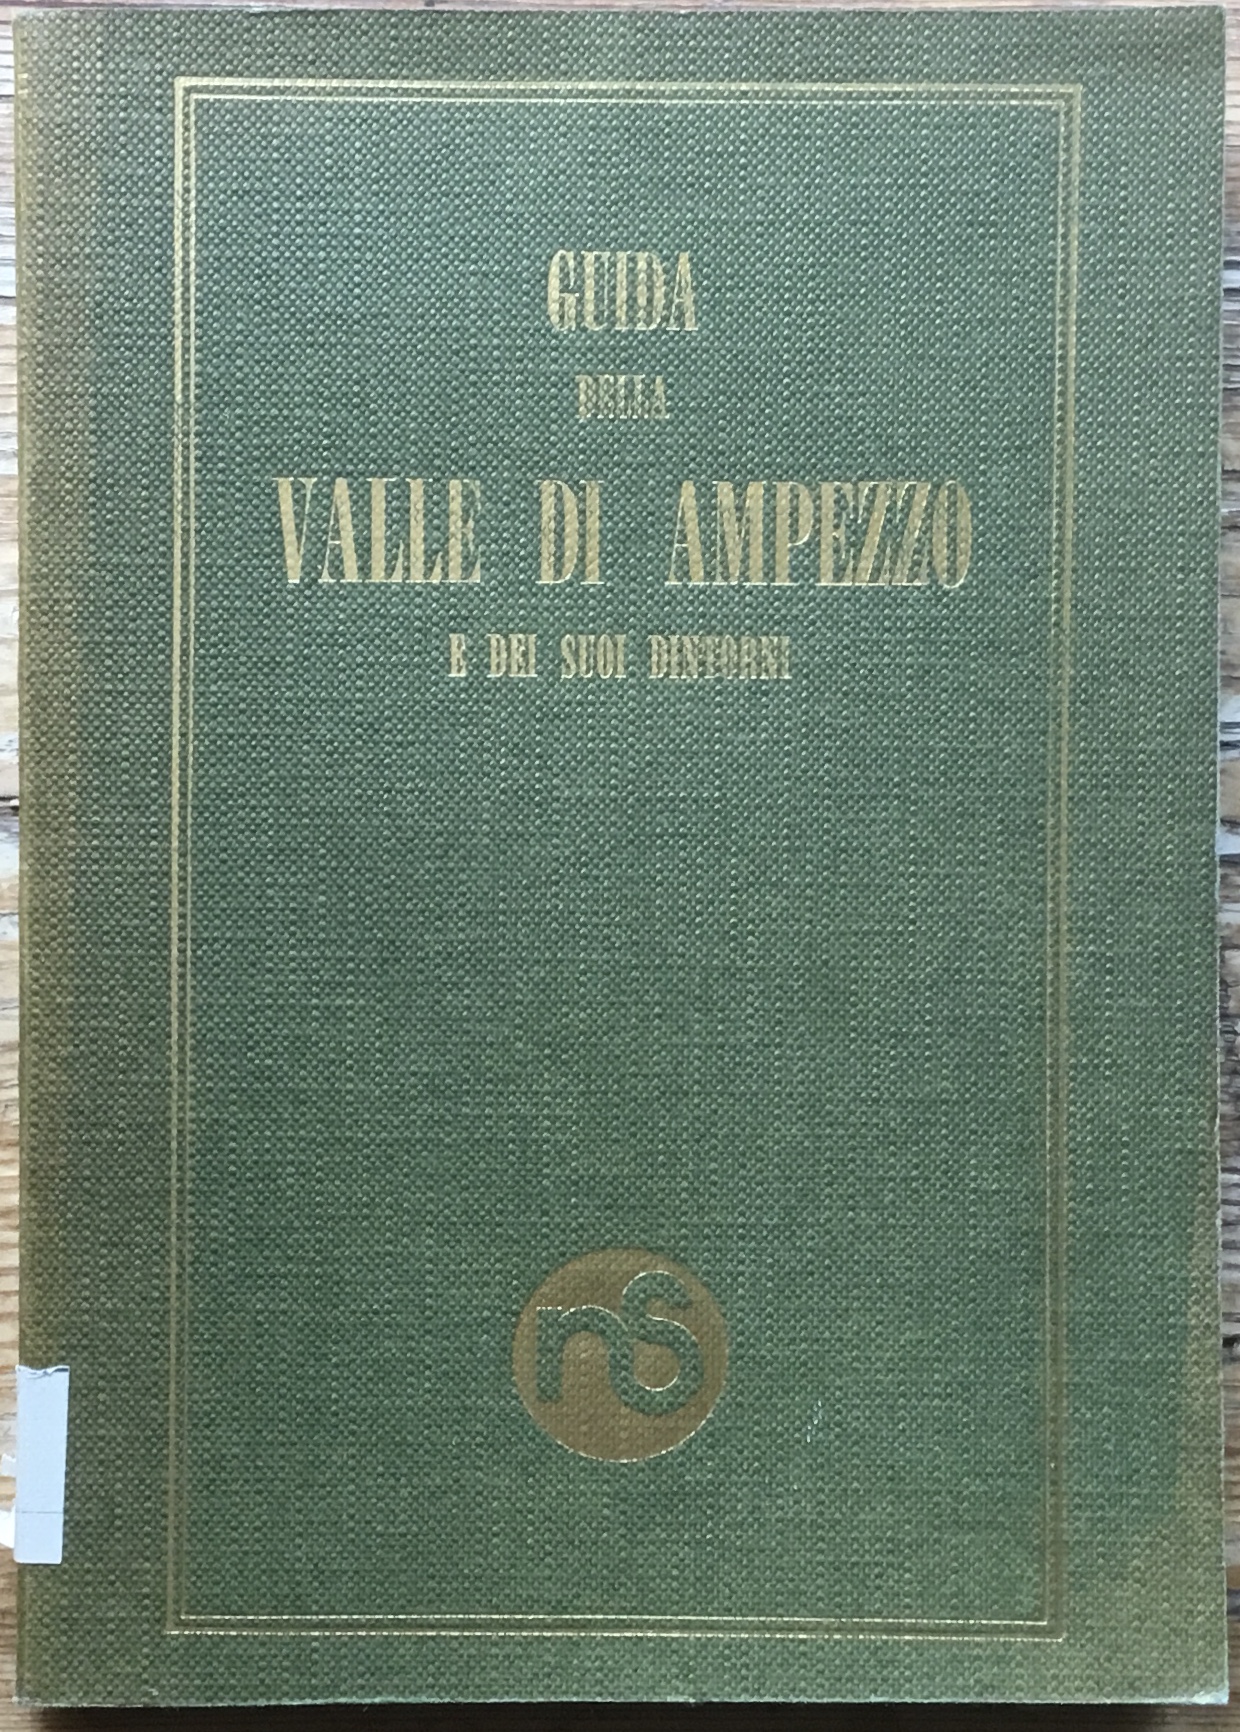 GUIDA
DELLA
VALLE DI AMPEZZO
E DEI SUOI DINTORNI
ns